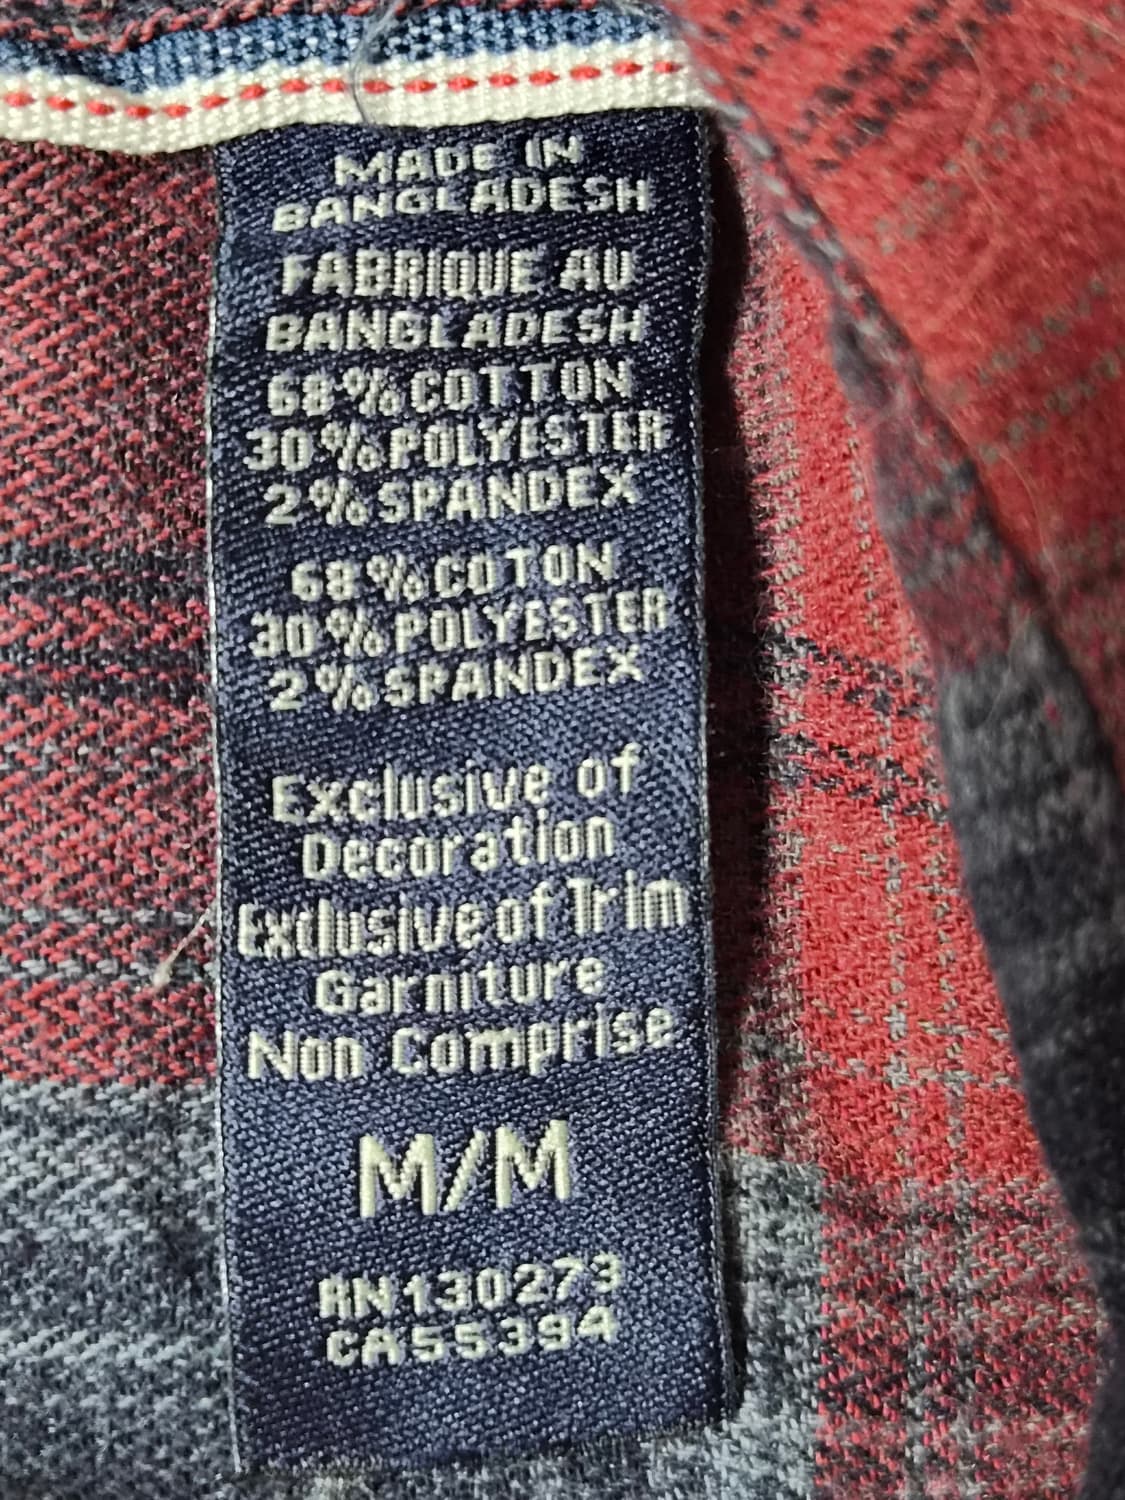 MADE IN
BANGLADESH
FABRIQUE AU
BANGLADESH
68% COTTON
30% POLYESTER
2% SPANDEX
68% COTON
30% POLYESTER
2% SPANDEX
Exclusive of
Decoration
Exclusive of Trim
Garniture
Non Comprise
M/M
RN130273
CA55394